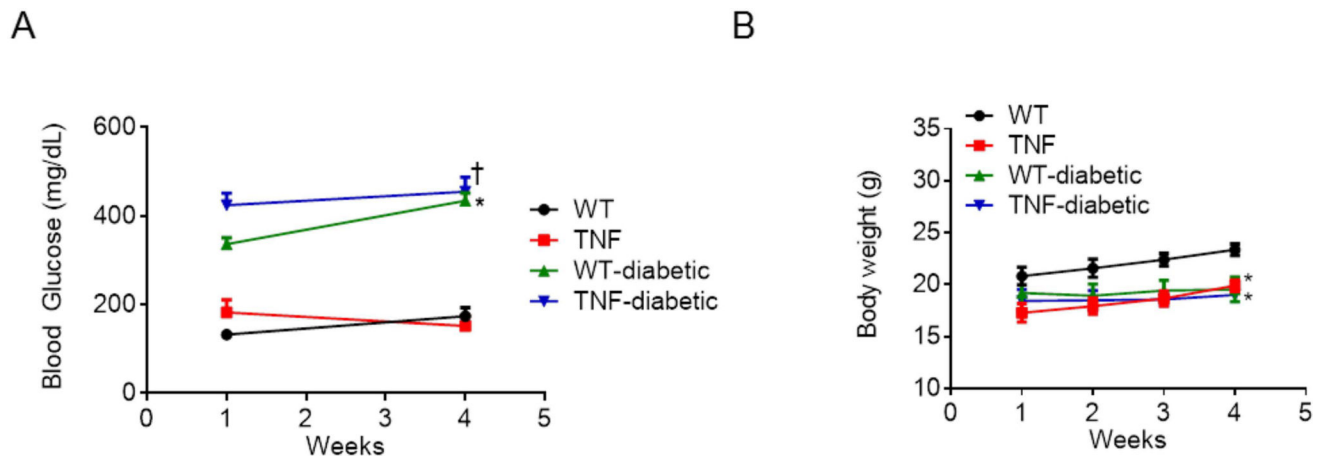 A
Blood Glucose (mg/dL)
600
400
200
0
0 1 2 3 4 5
Weeks
†
*
WT
TNF
WT-diabetic
TNF-diabetic
B
WT
TNF
WT-diabetic
TNF-diabetic
Body weight (g)
35
30
25
20
15
10
0 1 2 3 4 5
Weeks
*
*